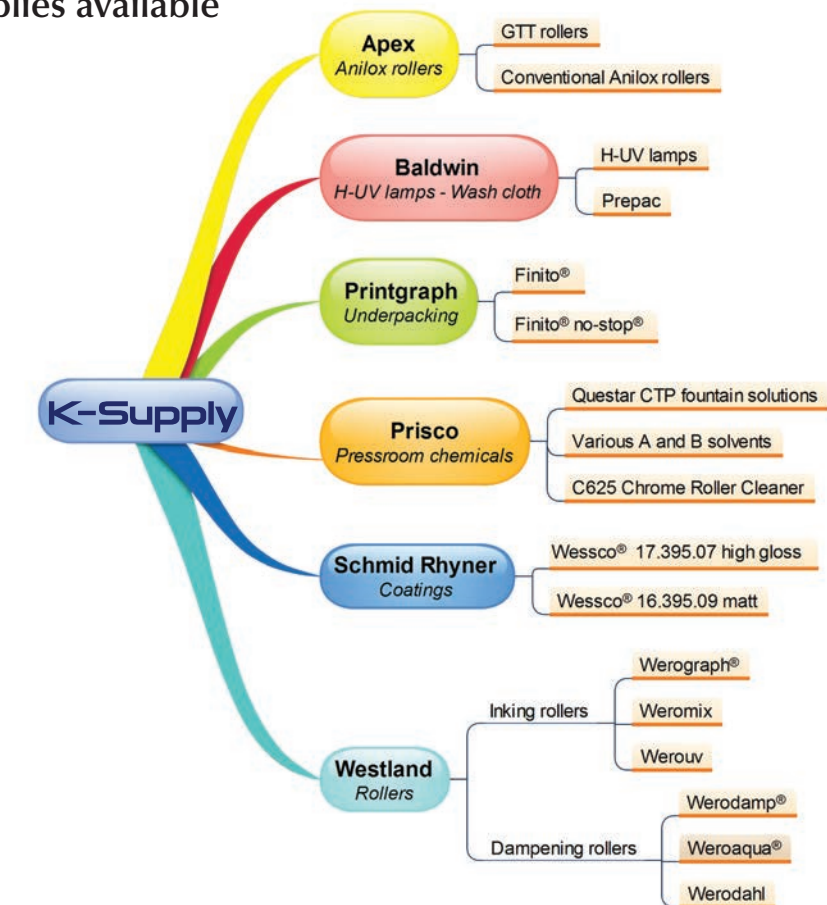 available
Apex
Anilox rollers
GTT rollers
Conventional Anilox rollers
Baldwin
H-UV lamps - Wash cloth
H-UV lamps
Prepac
Printgraph
Underpacking
Finito®
Finito® no-stop®
K-Supply
Prisco
Pressroom chemicals
Questar CTP fountain solutions
Various A and B solvents
C625 Chrome Roller Cleaner
Schmid Rhyner
Coatings
Wessco® 17.395.07 high gloss
Wessco® 16.395.09 matt
Westland
Rollers
Inking rollers
Werograph®
Weromix
Werouv
Dampening rollers
Werodamp®
Weroaqua®
Werodahl